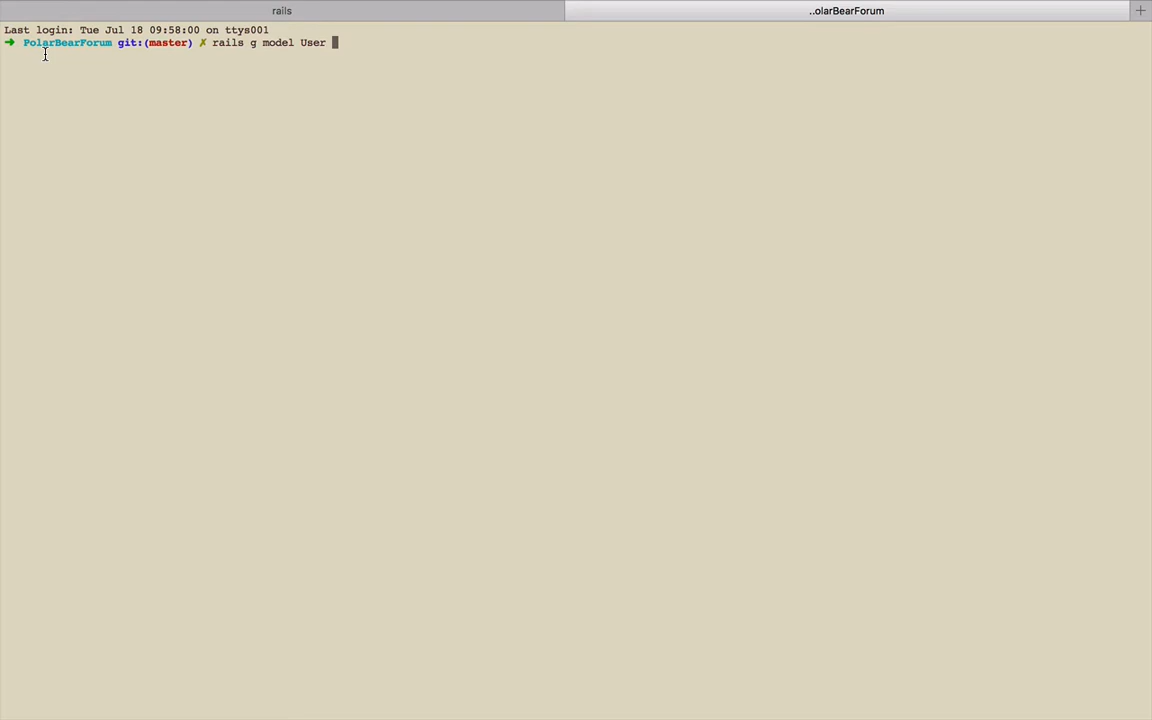 rails
..olarBearForum
Last login: Tue Jul 18 09:58:00 on ttys001
➜ PolarBearForum git:(master) ✗ rails g model User